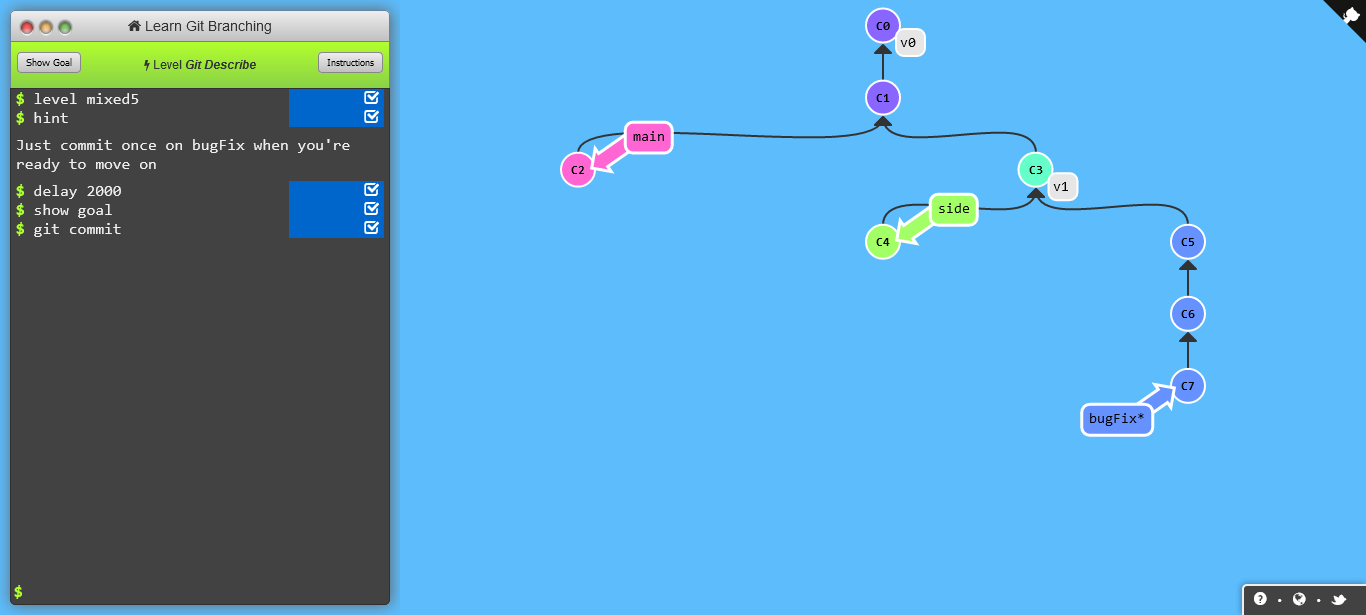 Learn Git Branching
Show Goal
Level Git Describe
Instructions
$ level mixed5
$ hint
Just commit once on bugFix when you're
ready to move on
$ delay 2000
$ show goal
$ git commit
$
C0
v0
C1
main
C2
C3
v1
side
C4
C5
C6
C7
bugFix*